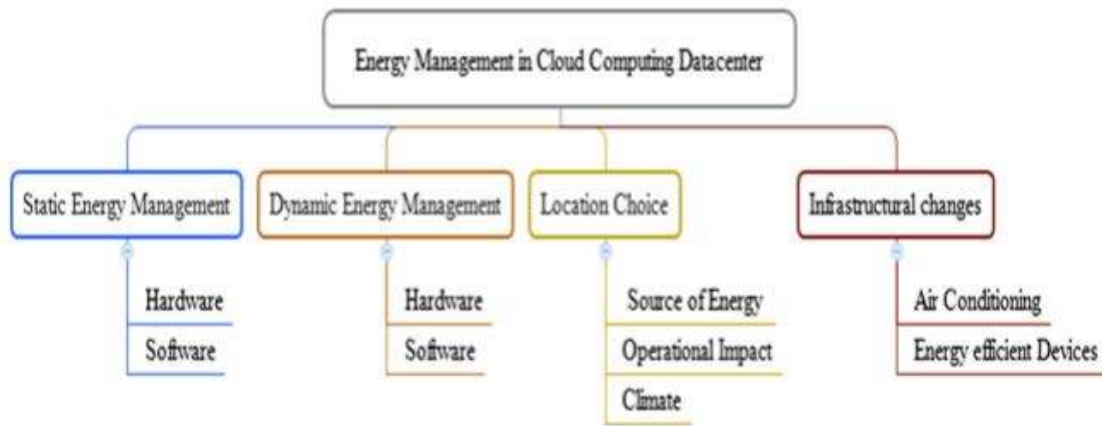 Energy Management in Cloud Computing Datacenter
Static Energy Management
Dynamic Energy Management
Location Choice
Infrastructural changes
Hardware
Software
Hardware
Software
Source of Energy
Operational Impact
Climate
Air Conditioning
Energy efficient Devices